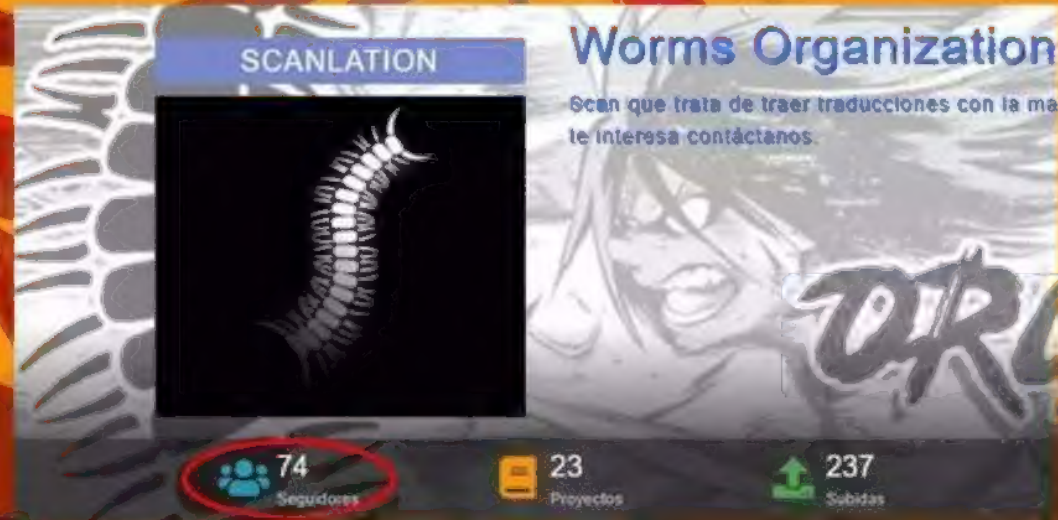 SCANLATION
Worms Organization
Scan que trata de traer traducciones con la ma
te interesa contáctanos.
ORG
74
Seguidores
23
Proyectos
237
Subidas